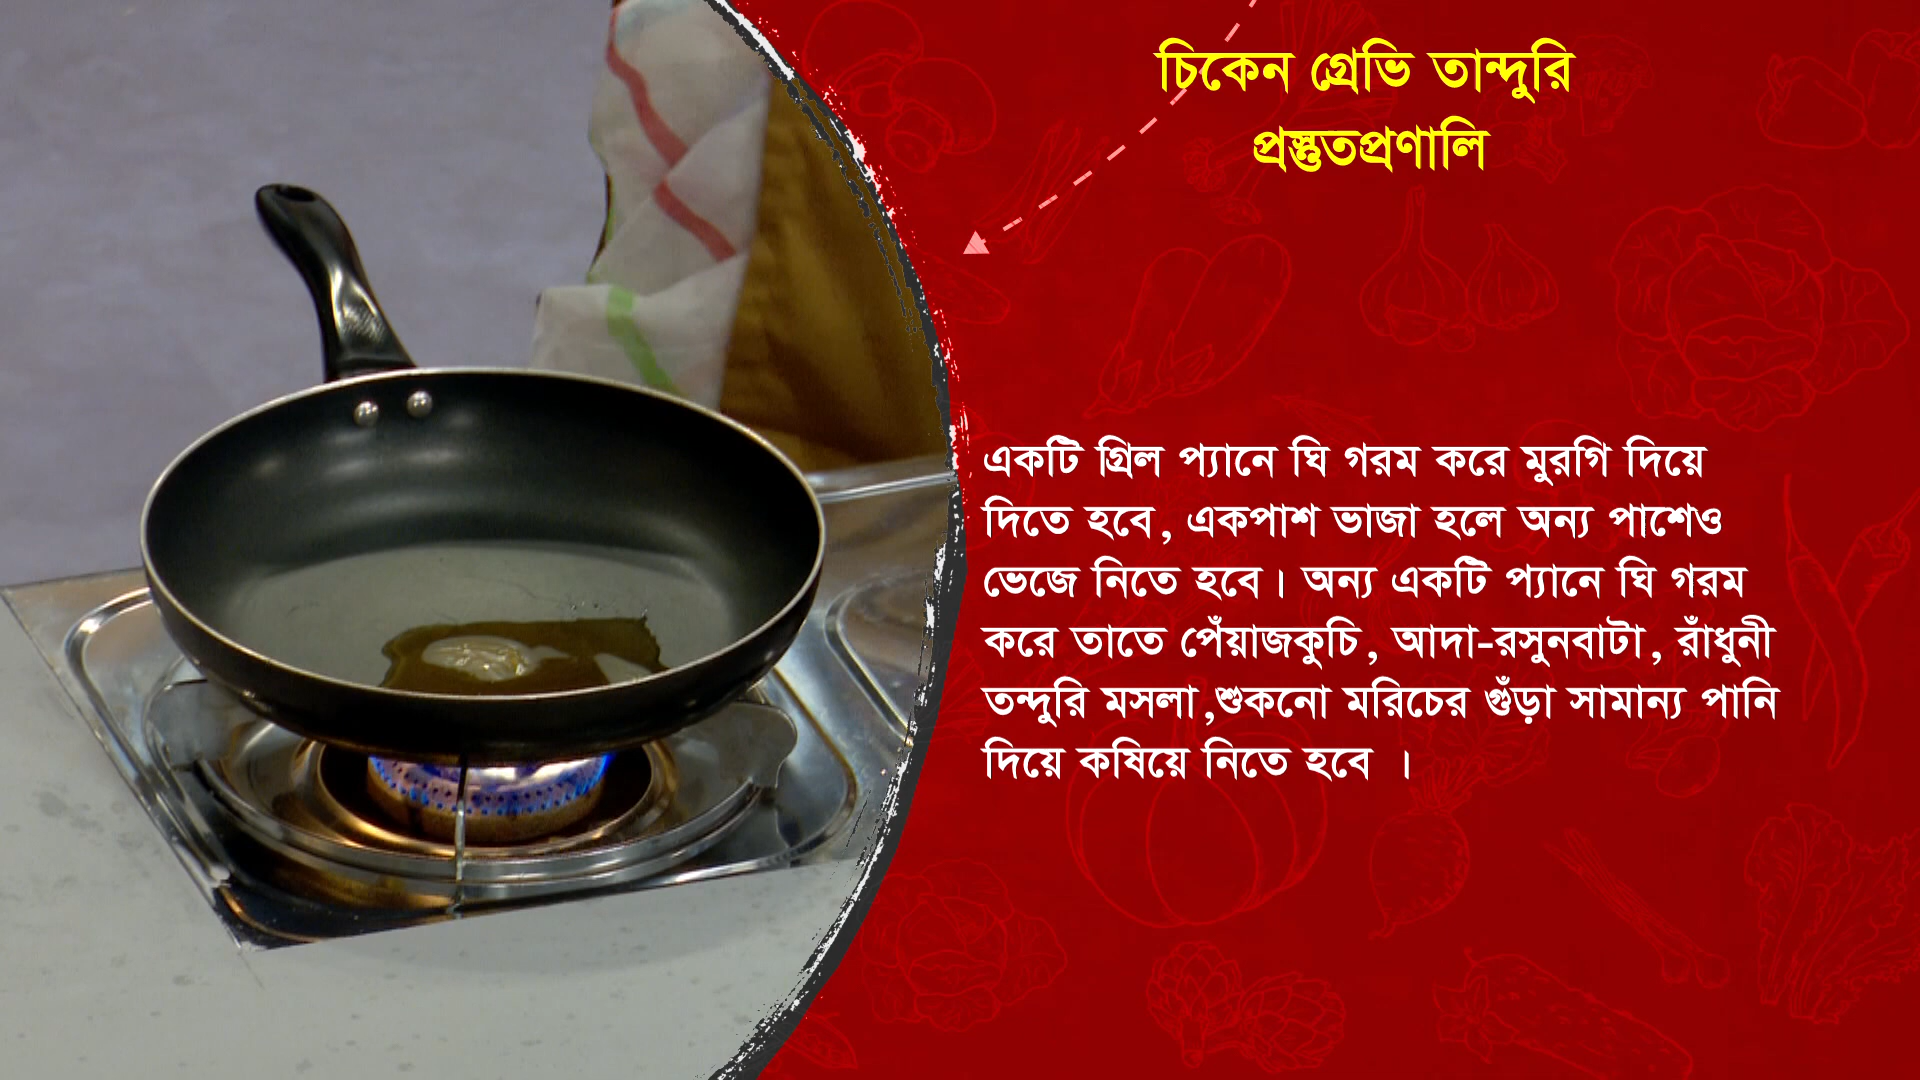 চিকেন গ্রেভি তান্দুরি
প্রস্তুতপ্রণালি
একটি গ্রিল প্যানে ঘি গরম করে মুরগি দিয়ে
দিতে হবে, একপাশ ভাজা হলে অন্য পাশেও
ভেজে নিতে হবে। অন্য একটি প্যানে ঘি গরম
করে তাতে পেঁয়াজকুচি, আদা-রসুনবাটা, রাঁধুনী
তন্দুরি মসলা,শুকনো মরিচের গুঁড়া সামান্য পানি
দিয়ে কষিয়ে নিতে হবে ।